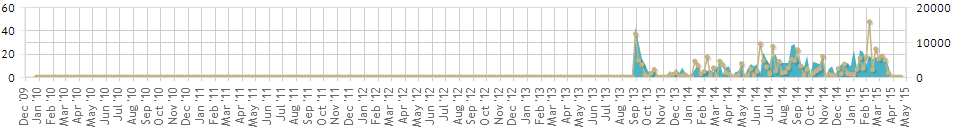 60
40
20
0
20000
10000
0
Dec 09
Jan '10
Feb '10
Mar '10
Apr '10
May '10
Jun '10
Jul '10
Aug '10
Sep '10
Oct '10
Nov '10
Dec '10
Jan '11
Feb '11
Mar '11
Apr '11
May '11
Jun '11
Jul '11
Aug '11
Sep '11
Oct '11
Nov '11
Dec '11
Jan '12
Feb '12
Mar '12
Apr '12
May '12
Jun '12
Jul '12
Aug '12
Sep '12
Oct '12
Nov '12
Dec '12
Jan '13
Feb '13
Mar '13
Apr '13
May '13
Jun '13
Jul '13
Aug '13
Sep '13
Oct '13
Nov '13
Dec '13
Jan '14
Feb '14
Mar '14
Apr '14
May '14
Jun '14
Jul '14
Aug '14
Sep '14
Oct '14
Nov '14
Dec '14
Jan '15
Feb '15
Mar '15
Apr '15
May '15